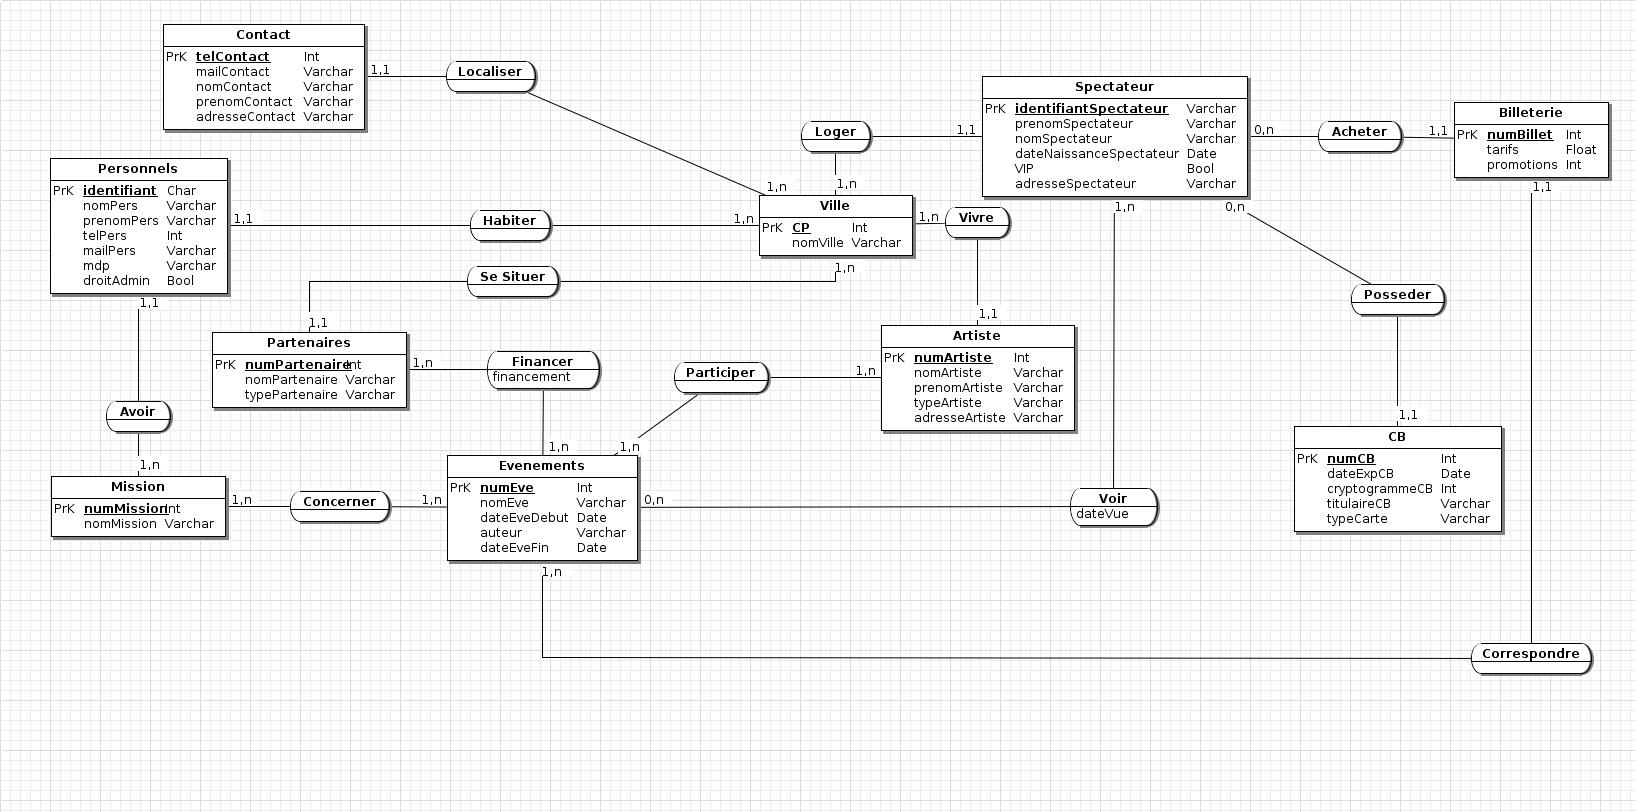 Contact
PrK telContact Int
mailContact Varchar
nomContact Varchar
prenomContact Varchar
adresseContact Varchar
1,1
Localiser
1,n
Personnels
PrK identifiant Char
nomPers Varchar
prenomPers Varchar
telPers Int
mailPers Varchar
mdp Varchar
droitAdmin Bool
1,1
Habiter
1,n
Ville
PrK CP Int
nomVille Varchar
Loger
1,1
1,n
Spectateur
PrK identifiantSpectateur Varchar
prenomSpectateur Varchar
nomSpectateur Varchar
dateNaissanceSpectateur Date
VIP Bool
adresseSpectateur Varchar
0,n
Acheter
1,1
Billeterie
PrK numBillet Int
tarifs Float
promotions Int
1,1
1,n
Vivre
1,1
1,n
0,n
Se Situer
1,n
1,1
Posseder
1,1
1,1
Avoir
1,n
Partenaires
PrK numPartenaire Int
nomPartenaire Varchar
typePartenaire Varchar
1,n
Financer
financement
1,n
Participer
1,n
1,n
Artiste
PrK numArtiste Int
nomArtiste Varchar
prenomArtiste Varchar
typeArtiste Varchar
adresseArtiste Varchar
CB
PrK numCB Int
dateExpCB Date
cryptogrammeCB Int
titulaireCB Varchar
typeCarte Varchar
Mission
PrK numMission Int
nomMission Varchar
1,n
Concerner
1,n
Evenements
PrK numEve Int
nomEve Varchar
dateEveDebut Date
auteur Varchar
dateEveFin Date
0,n
Voir
dateVue
1,n
Correspondre